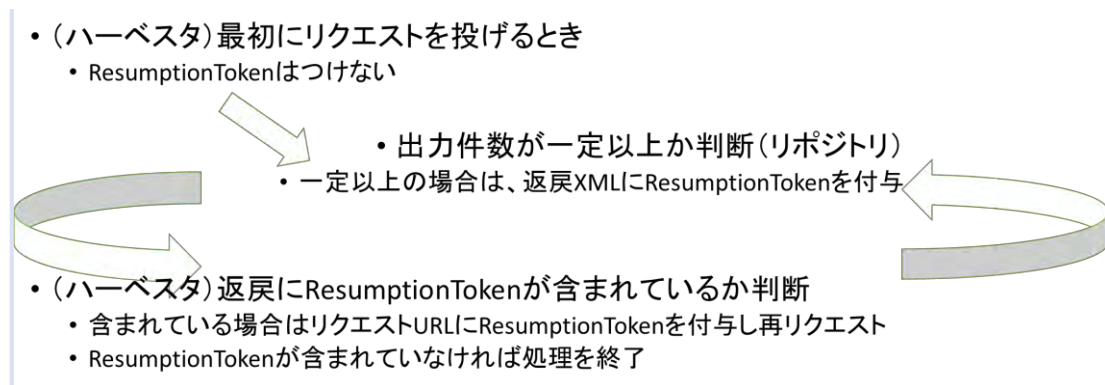 • （ハーベスタ）最初にリクエストを投げるとき
• ResumptionTokenはつけない
• 出力件数が一定以上か判断（リポジトリ）
• 一定以上の場合は、返戻XMLにResumptionTokenを付与
• （ハーベスタ）返戻にResumptionTokenが含まれているか判断
• 含まれている場合はリクエストURLにResumptionTokenを付与し再リクエスト
• ResumptionTokenが含まれていなければ処理を終了